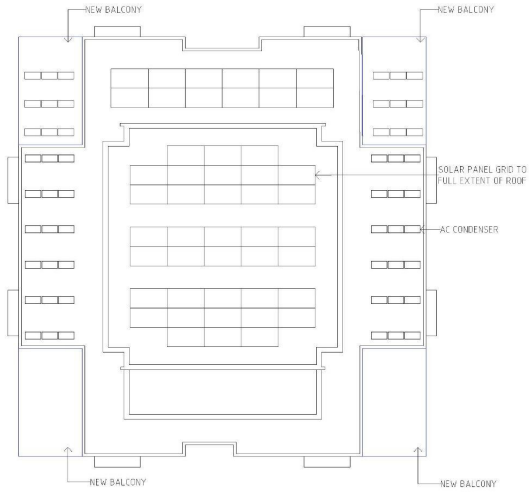 NEW BALCONY
NEW BALCONY
SOLAR PANEL GRID TO
FULL EXTENT OF ROOF
AC CONDENSER
NEW BALCONY
NEW BALCONY